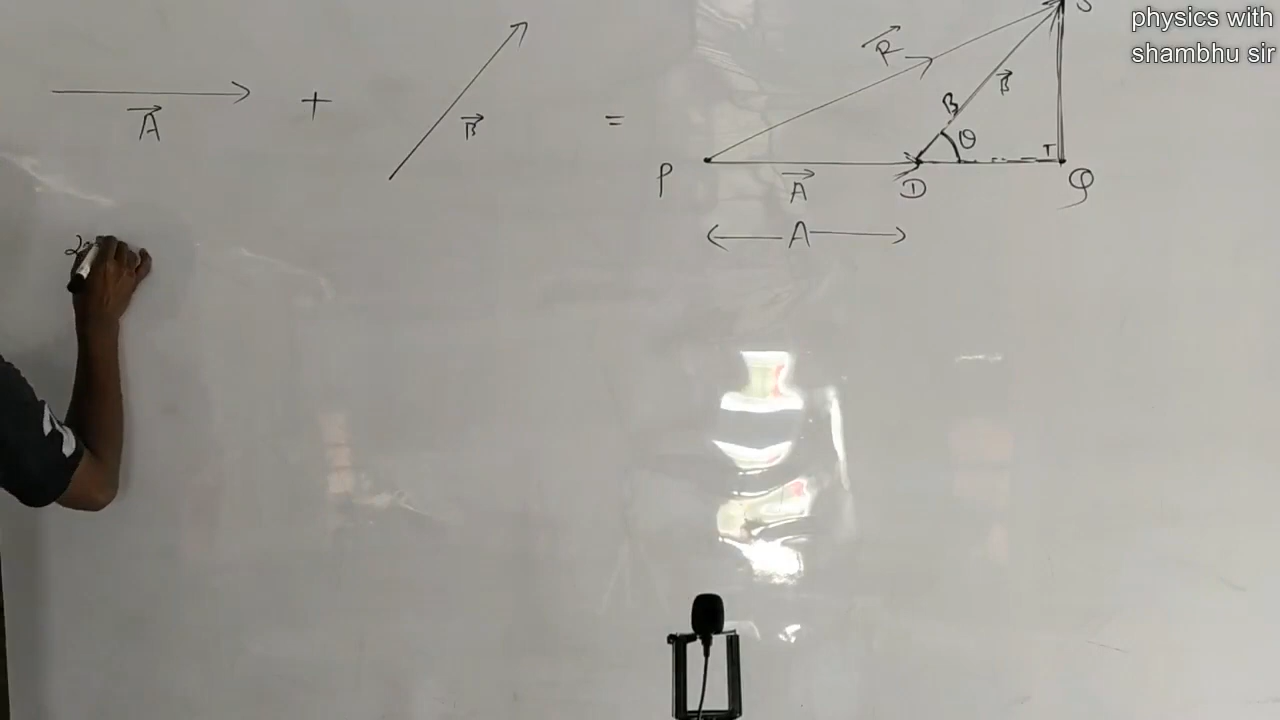 physics with
shambhu sir
S
R⃗
A⃗ + B⃗ =
B B⃗
θ
P A⃗ D Q
A